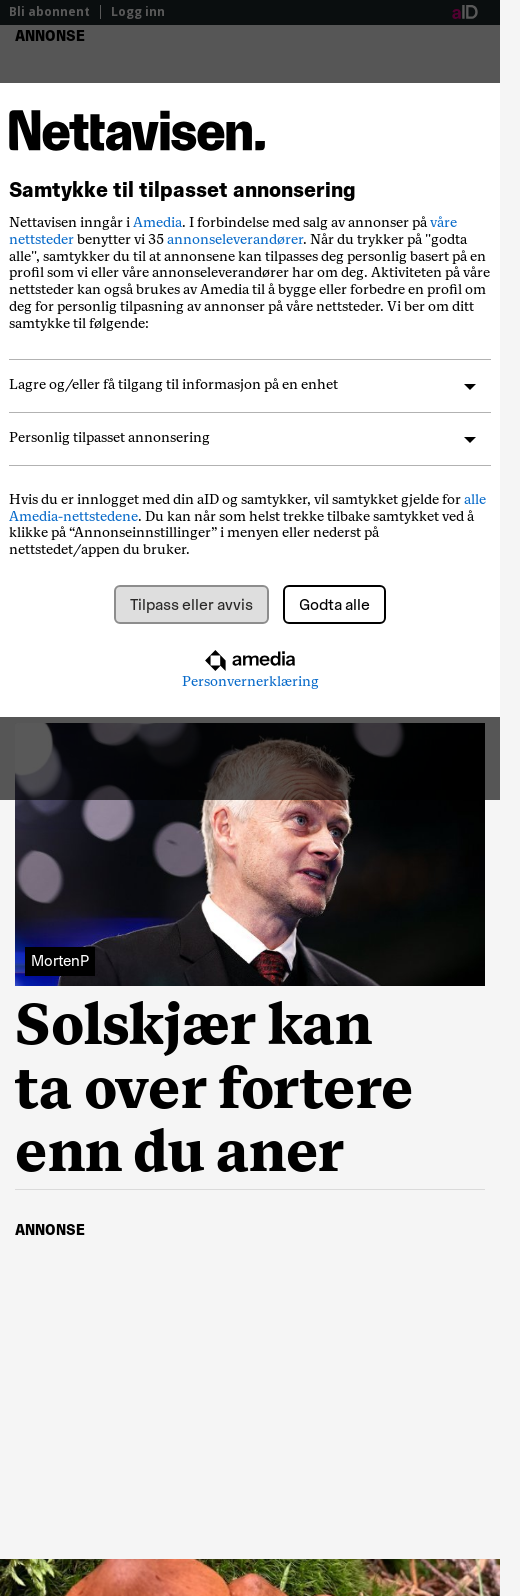 Bli abonnent | Logg inn aID
ANNONSE
Nettavisen.
Samtykke til tilpasset annonsering
Nettavisen inngår i Amedia. I forbindelse med salg av annonser på våre
nettsteder benytter vi 35 annonseleverandører. Når du trykker på "godta
alle", samtykker du til at annonsene kan tilpasses deg personlig basert på en
profil som vi eller våre annonseleverandører har om deg. Aktiviteten på våre
nettsteder kan også brukes av Amedia til å bygge eller forbedre en profil om
deg for personlig tilpasning av annonser på våre nettsteder. Vi ber om ditt
samtykke til følgende:
Lagre og/eller få tilgang til informasjon på en enhet
Personlig tilpasset annonsering
Hvis du er innlogget med din aID og samtykker, vil samtykket gjelde for alle
Amedia-nettstedene. Du kan når som helst trekke tilbake samtykket ved å
klikke på “Annonseinnstillinger” i menyen eller nederst på
nettstedet/appen du bruker.
Tilpass eller avvis Godta alle
amedia
Personvernerklæring
MortenP
Solskjær kan
ta over fortere
enn du aner
ANNONSE